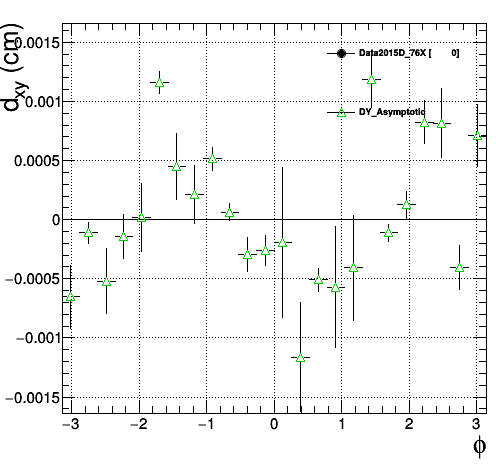 d_xy (cm)
0.0015
0.001
0.0005
0
−0.0005
−0.001
−0.0015
Data2015D_76X [ 0]
DY_Asymptotic
−3 −2 −1 0 1 2 3
ϕ